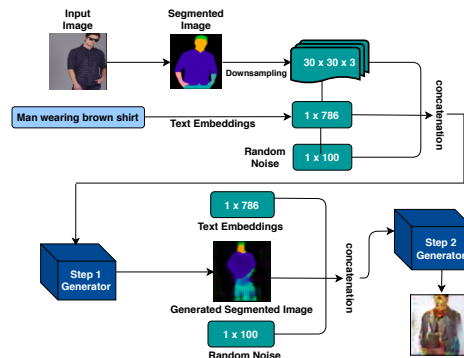 Input
Image
Segmented
Image
Downsampling
30 x 30 x 3
Man wearing brown shirt
Text Embeddings
1 x 786
Random
Noise
1 x 100
concatenation
1 x 786
Text Embeddings
Step 1
Generator
Generated Segmented Image
1 x 100
Random Noise
concatenation
Step 2
Generator